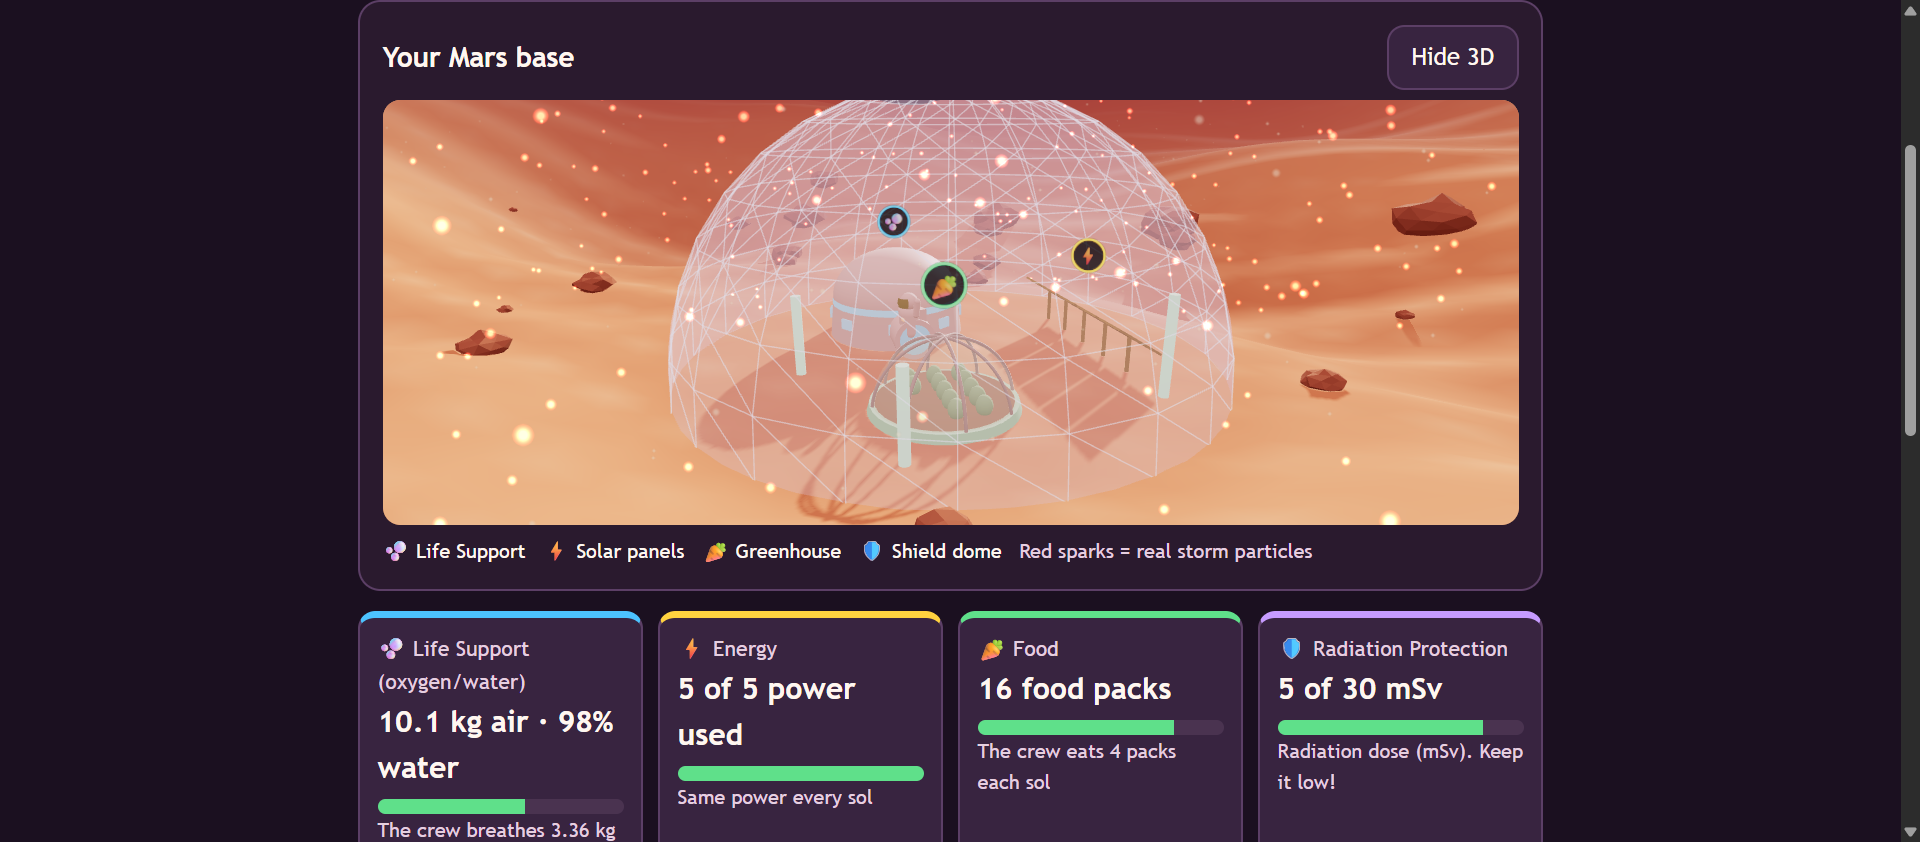 Your Mars base
Hide 3D
Life Support
Solar panels
Greenhouse
Shield dome
Red sparks = real storm particles
Life Support
(oxygen/water)
10.1 kg air · 98%
water
The crew breathes 3.36 kg
Energy
5 of 5 power
used
Same power every sol
Food
16 food packs
The crew eats 4 packs
each sol
Radiation Protection
5 of 30 mSv
Radiation dose (mSv). Keep
it low!